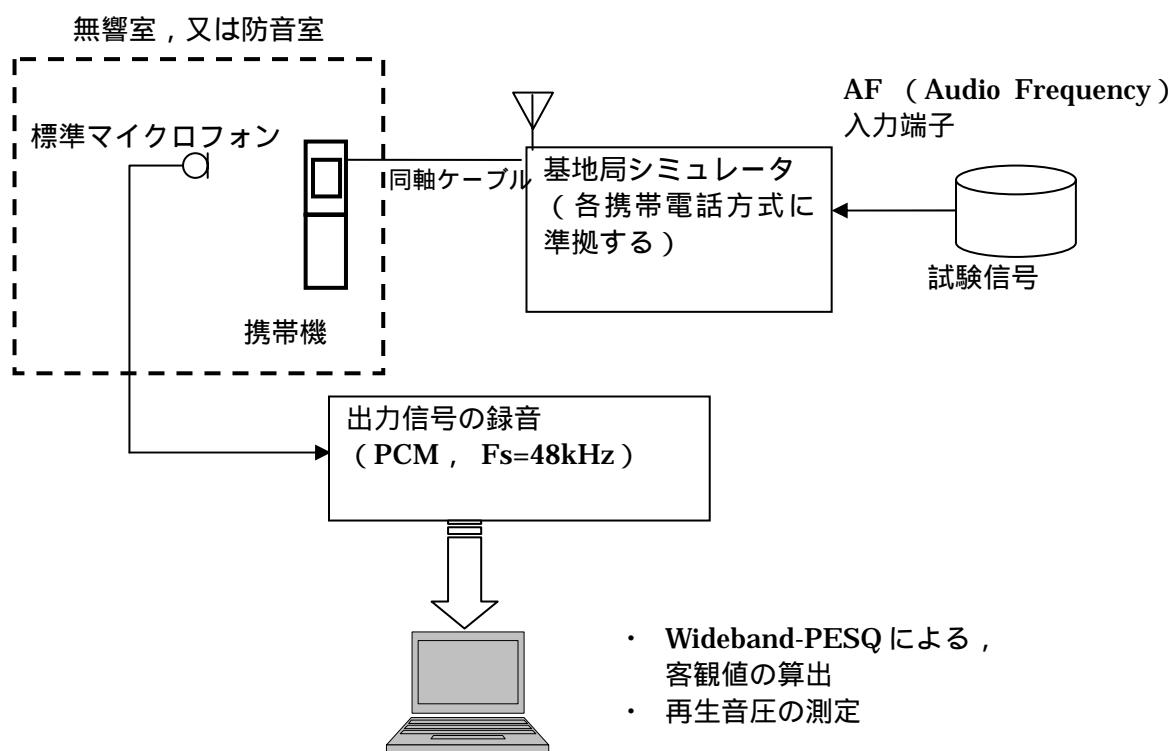 無響室，又は防音室
標準マイクロフォン
携帯機
同軸ケーブル
基地局シミュレータ
（各携帯電話方式に
準拠する）
AF （Audio Frequency）
入力端子
試験信号
出力信号の録音
（PCM， Fs=48kHz）
・ Wideband-PESQ による，
客観値の算出
・ 再生音圧の測定